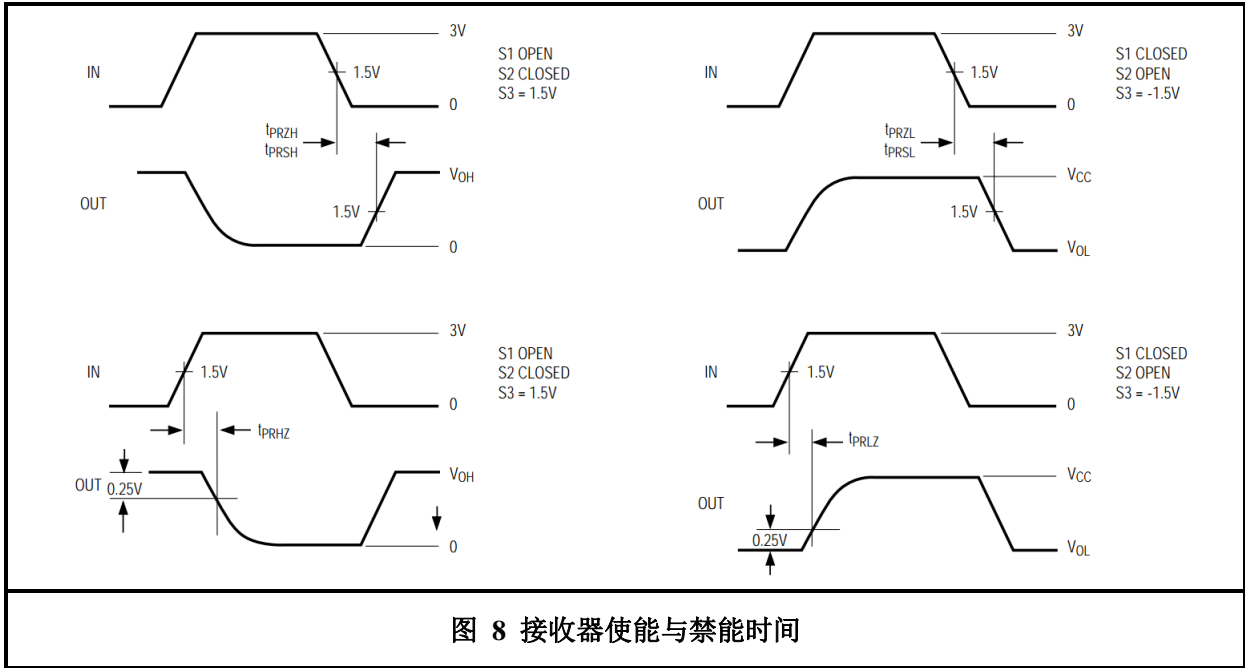 3V
S1 OPEN
S2 CLOSED
S3 = 1.5V
IN
1.5V
0
tPRZH
tPRSH
VOH
OUT
1.5V
0
3V
S1 CLOSED
S2 OPEN
S3 = -1.5V
IN
1.5V
0
tPRZL
tPRSL
VCC
OUT
1.5V
VOL
3V
S1 OPEN
S2 CLOSED
S3 = 1.5V
IN
1.5V
0
tPRHZ
VOH
OUT
0.25V
0
3V
S1 CLOSED
S2 OPEN
S3 = -1.5V
IN
1.5V
0
tPRLZ
VCC
OUT
0.25V
VOL
图 8 接收器使能与禁能时间